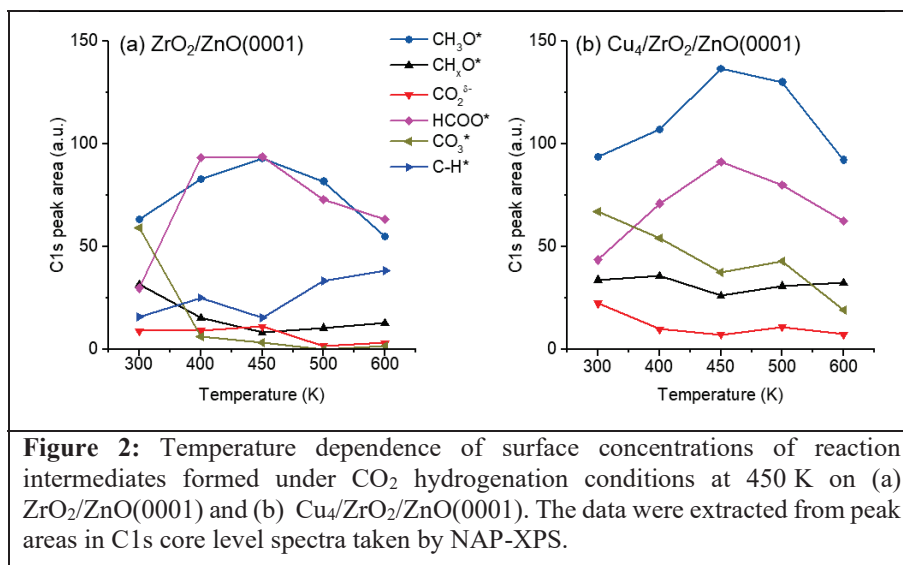 (a) ZrO₂/ZnO(0001)
C1s peak area (a.u.)
150
100
50
0
300 400 450 500 600
Temperature (K)
CH₃O*
CHₓO*
CO₂^δ-
HCOO*
CO₃*
C-H*
(b) Cu₄/ZrO₂/ZnO(0001)
C1s peak area (a.u.)
150
100
50
0
300 400 450 500 600
Temperature (K)
Figure 2: Temperature dependence of surface concentrations of reaction
intermediates formed under CO₂ hydrogenation conditions at 450 K on (a)
ZrO₂/ZnO(0001) and (b) Cu₄/ZrO₂/ZnO(0001). The data were extracted from peak
areas in C1s core level spectra taken by NAP-XPS.